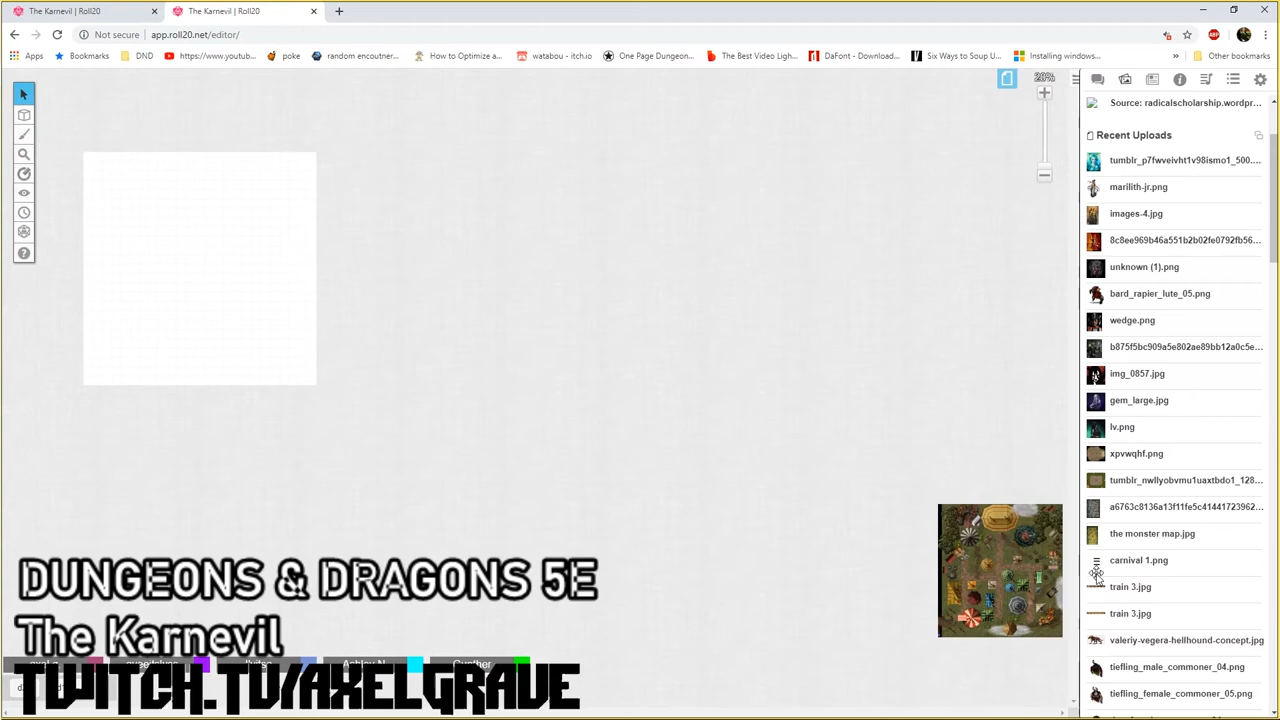 The Karnevil | Roll20
The Karnevil | Roll20
Not secure
app.roll20.net/editor/
Apps
Bookmarks
DND
https://www.youtub...
poke
random encoutner...
How to Optimize a...
watabou - itch.io
One Page Dungeon...
The Best Video Ligh...
DaFont - Download...
Six Ways to Soup U...
Installing windows...
Other bookmarks
28%
Source: radicalscholarship.wordpr...
Recent Uploads
tumblr_p7fwveivht1v98ismo1_500....
marilith-jr.png
images-4.jpg
8c8ee969b46a551b2b02fe0792fb56...
unknown (1).png
bard_rapier_lute_05.png
wedge.png
b875f5bc909a5e802ae89bb12a0c5e...
img_0857.jpg
gem_large.jpg
lv.png
xpvwqhf.png
tumblr_nwllyobvmu1uaxtbdo1_128...
a6763c8136a13f11fe5c41441723962...
the monster map.jpg
carnival 1.png
train 3.jpg
train 3.jpg
valeriy-vegera-hellhound-concept.jpg
tiefling_male_commoner_04.png
tiefling_female_commoner_05.png
DUNGEONS & DRAGONS 5E
The Karnevil
Ashley N.
Gunther
TWITCH.TV/AXELGRAVE